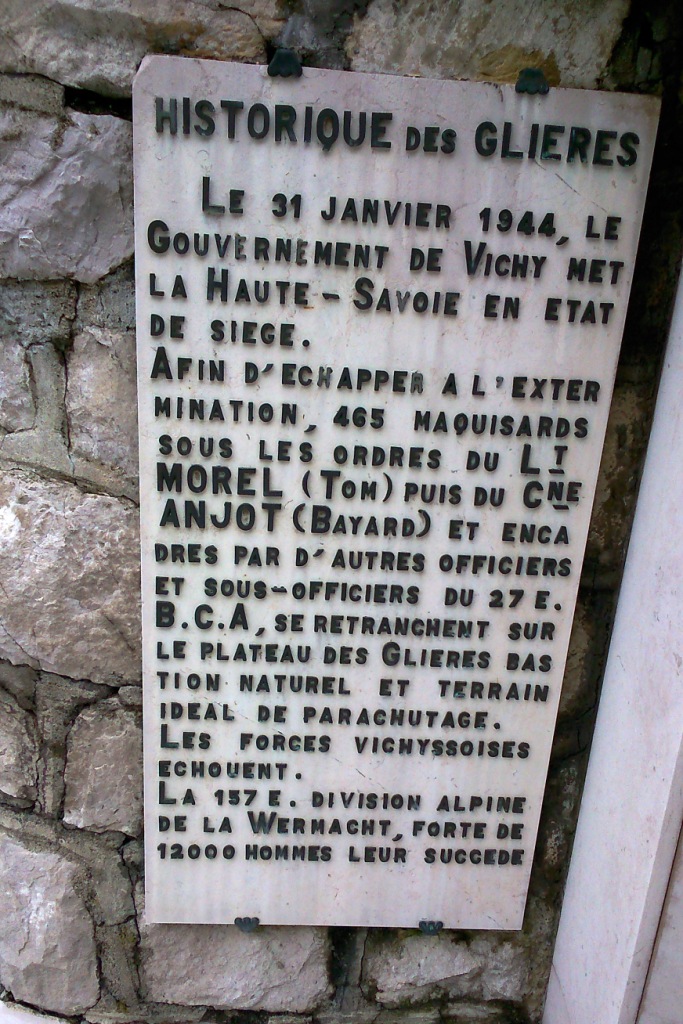 HISTORIQUE DES GLIERES
LE 31 JANVIER 1944, LE
GOUVERNEMENT DE VICHY MET
LA HAUTE-SAVOIE EN ETAT
DE SIEGE.
AFIN D'ECHAPPER A L'EXTER
MINATION, 465 MAQUISARDS
SOUS LES ORDRES DU LT
MOREL (TOM) PUIS DU CNE
ANJOT (BAYARD) ET ENCA
DRES PAR D'AUTRES OFFICIERS
ET SOUS-OFFICIERS DU 27 E.
B.C.A, SE RETRANCHENT SUR
LE PLATEAU DES GLIERES BAS
TION NATUREL ET TERRAIN
IDEAL DE PARACHUTAGE.
LES FORCES VICHYSSOISES
ECHOUENT.
LA 157 E. DIVISION ALPINE
DE LA WERMACHT, FORTE DE
12000 HOMMES LEUR SUCCEDE